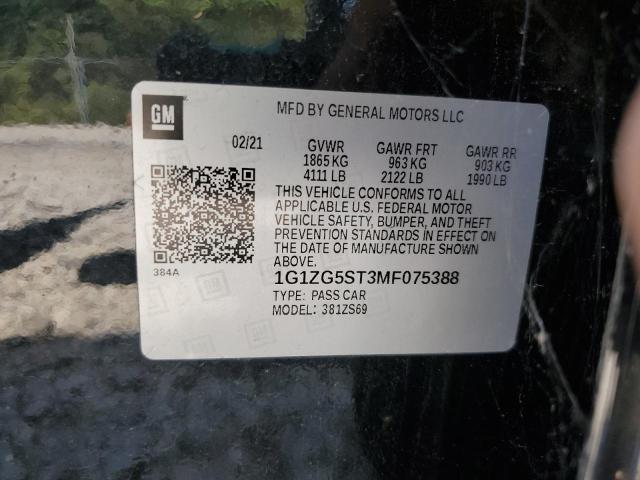 GM
MFD BY GENERAL MOTORS LLC
02/21 GVWR GAWR FRT GAWR RR
1865 KG 963 KG 903 KG
4111 LB 2122 LB 1990 LB
THIS VEHICLE CONFORMS TO ALL
APPLICABLE U.S. FEDERAL MOTOR
VEHICLE SAFETY, BUMPER, AND THEFT
PREVENTION STANDARDS IN EFFECT ON
THE DATE OF MANUFACTURE SHOWN
ABOVE.
384A
1G1ZG5ST3MF075388
TYPE: PASS CAR
MODEL: 381ZS69